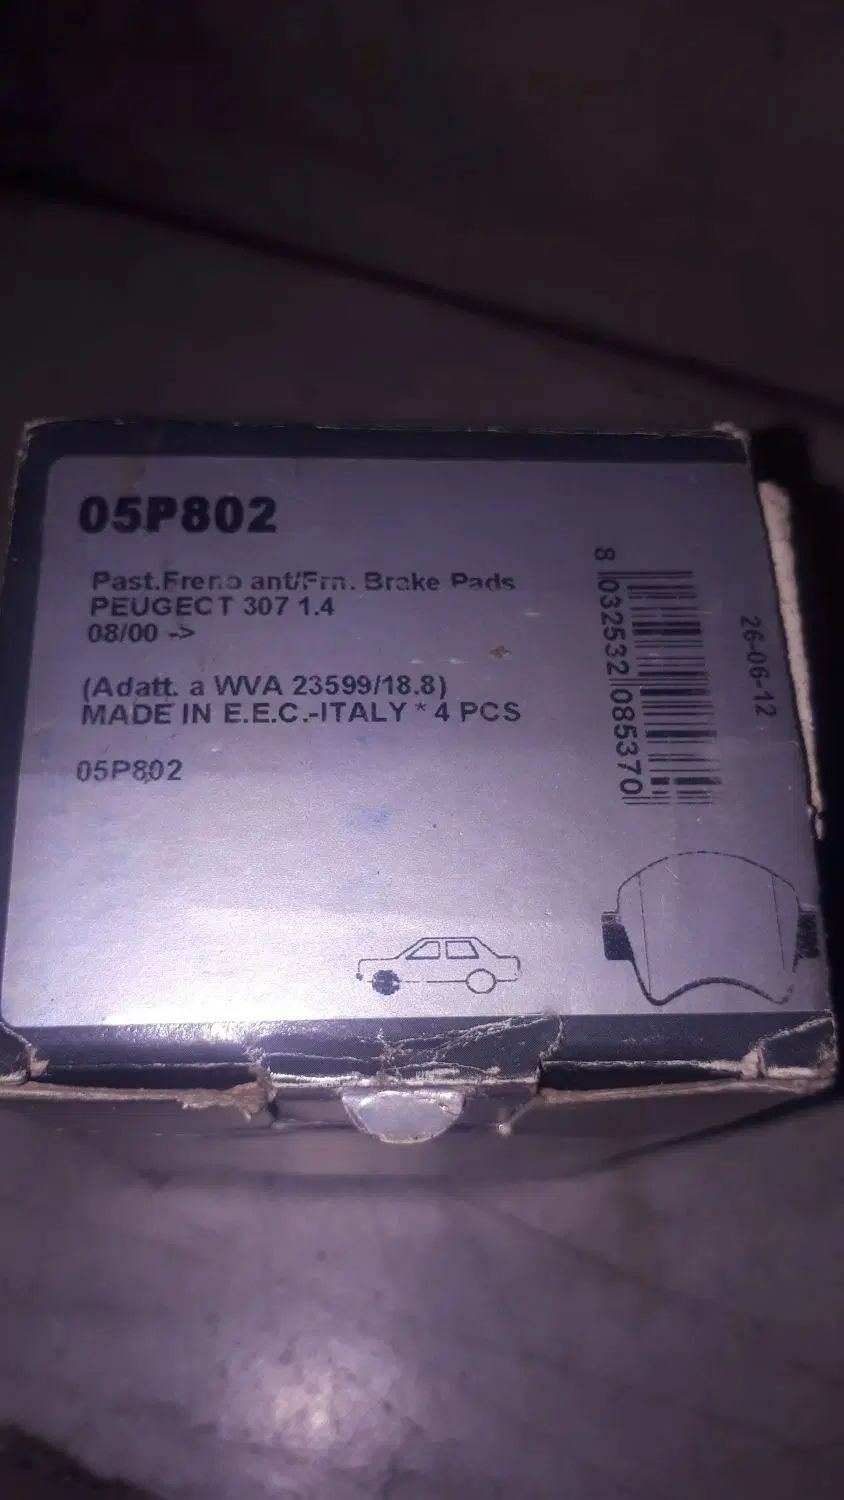 05P802
Past.Freno ant/Frn. Brake Pads
PEUGECT 307 1.4
08/00 ->
(Adatt. a WVA 23599/18.8)
MADE IN E.E.C.-ITALY * 4 PCS
05P802
8 032532 085370
26-06-12